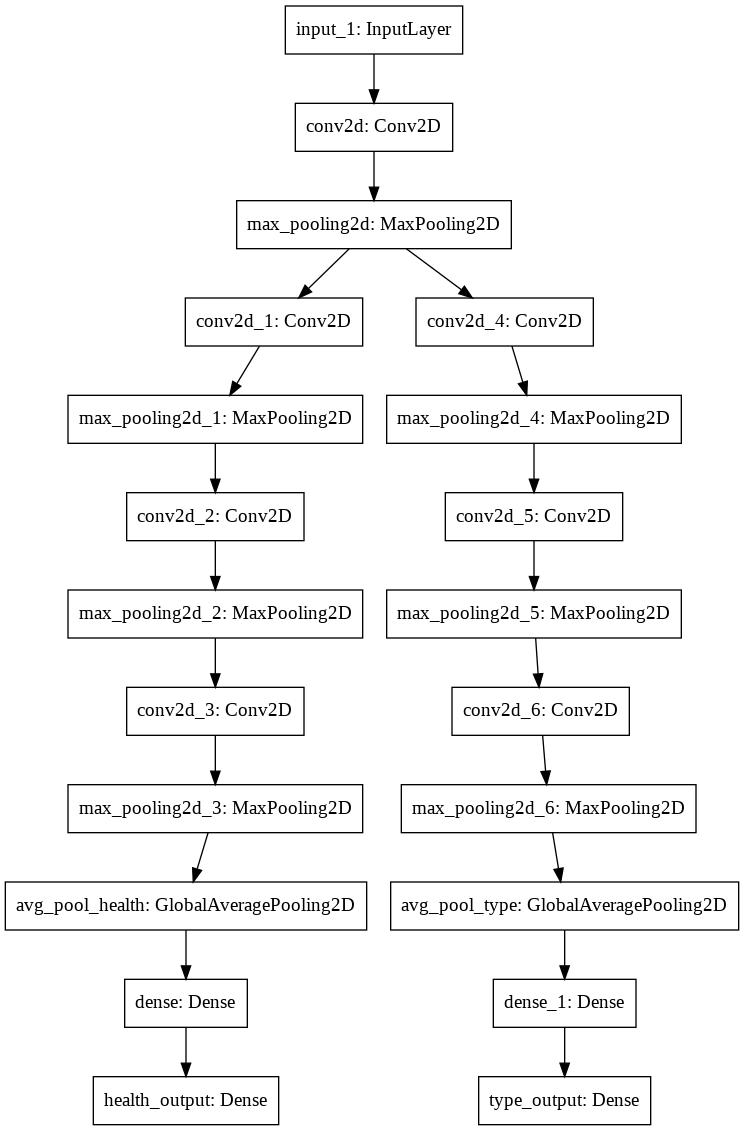 input_1: InputLayer
conv2d: Conv2D
max_pooling2d: MaxPooling2D
conv2d_1: Conv2D
conv2d_4: Conv2D
max_pooling2d_1: MaxPooling2D
max_pooling2d_4: MaxPooling2D
conv2d_2: Conv2D
conv2d_5: Conv2D
max_pooling2d_2: MaxPooling2D
max_pooling2d_5: MaxPooling2D
conv2d_3: Conv2D
conv2d_6: Conv2D
max_pooling2d_3: MaxPooling2D
max_pooling2d_6: MaxPooling2D
avg_pool_health: GlobalAveragePooling2D
avg_pool_type: GlobalAveragePooling2D
dense: Dense
dense_1: Dense
health_output: Dense
type_output: Dense